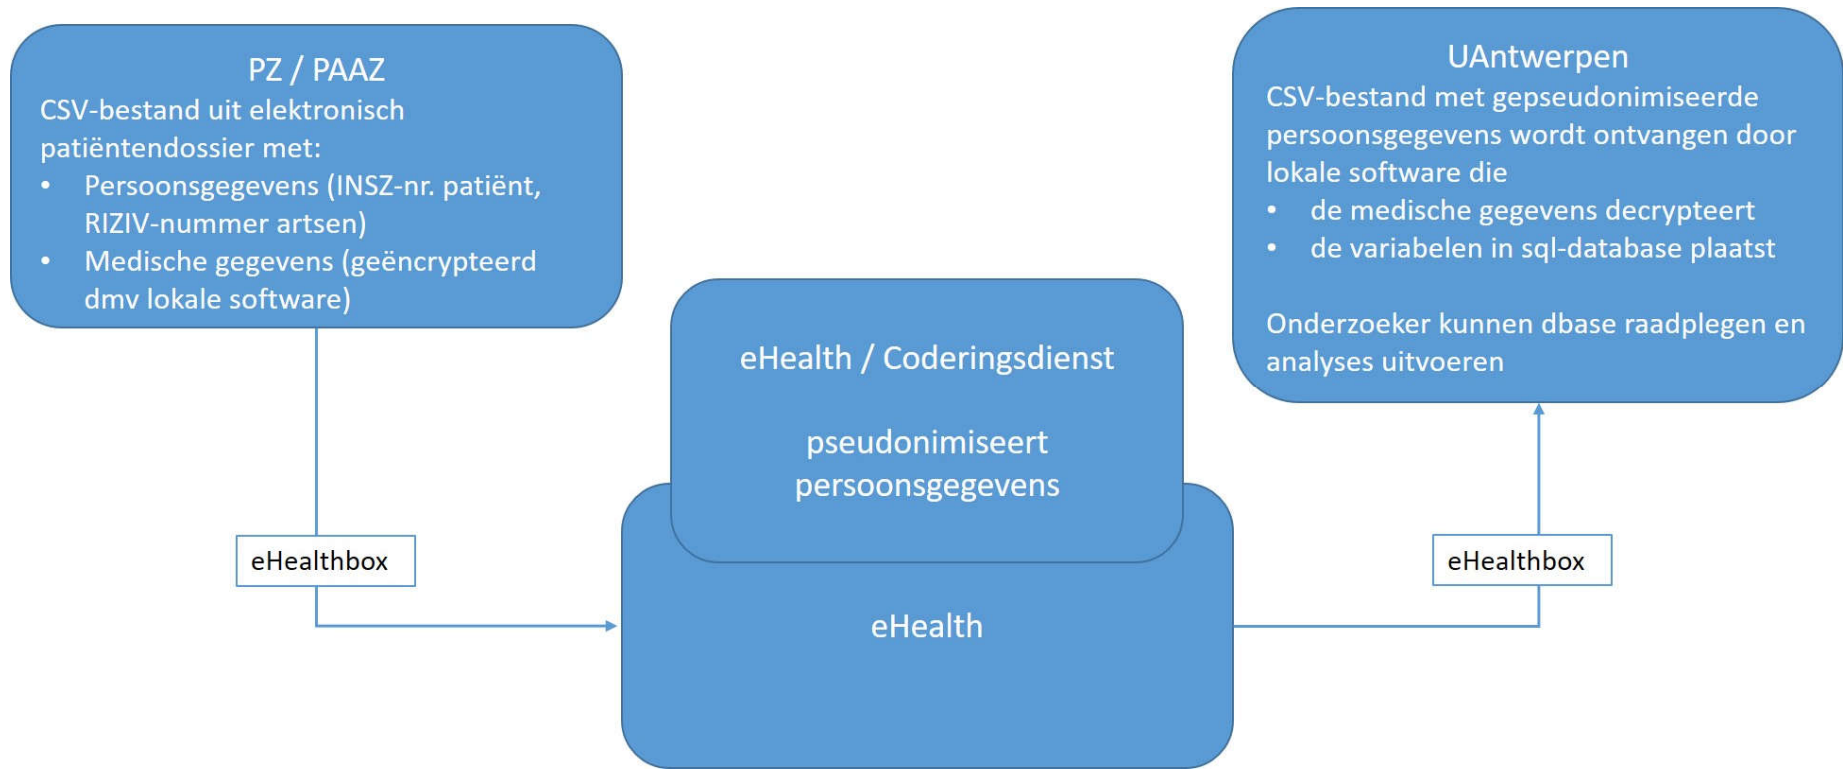 PZ / PAAZ
CSV-bestand uit elektronisch
patiëntendossier met:
• Persoonsgegevens (INSZ-nr. patiënt,
RIZIV-nummer artsen)
• Medische gegevens (geëncrypteerd
dmv lokale software)
eHealthbox
eHealth / Coderingsdienst
pseudonimiseert
persoonsgegevens
eHealth
UAntwerpen
CSV-bestand met gepseudonimiseerde
persoonsgegevens wordt ontvangen door
lokale software die
• de medische gegevens decrypteert
• de variabelen in sql-database plaatst
Onderzoeker kunnen dbase raadplegen en
analyses uitvoeren
eHealthbox